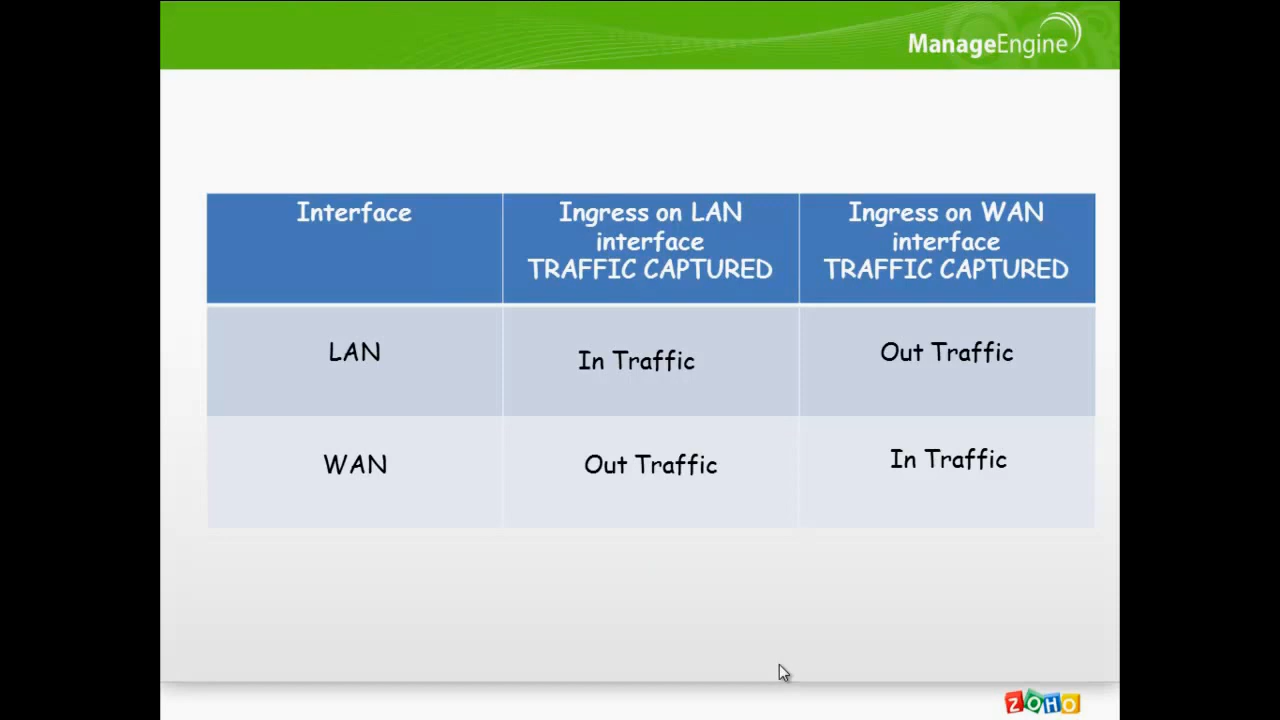 ManageEngine
Interface
Ingress on LAN
interface
TRAFFIC CAPTURED
Ingress on WAN
interface
TRAFFIC CAPTURED
LAN
In Traffic
Out Traffic
WAN
Out Traffic
In Traffic
ZOHO